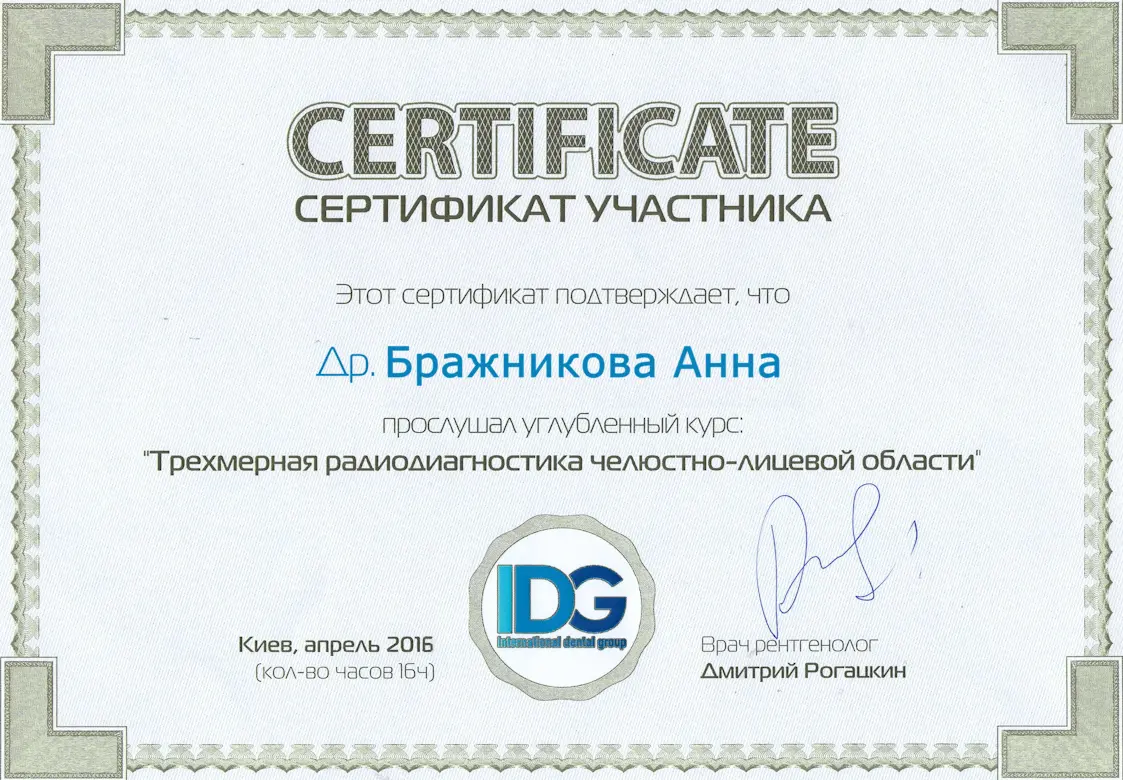 CERTIFICATE
СЕРТИФИКАТ УЧАСТНИКА
Этот сертификат подтверждает, что
Др. Бражникова Анна
прослушал углубленный курс:
"Трехмерная радиодиагностика челюстно-лицевой области"
IDG
international dental group
Киев, апрель 2016
(кол-во часов 16ч)
Врач рентгенолог
Дмитрий Рогацкин